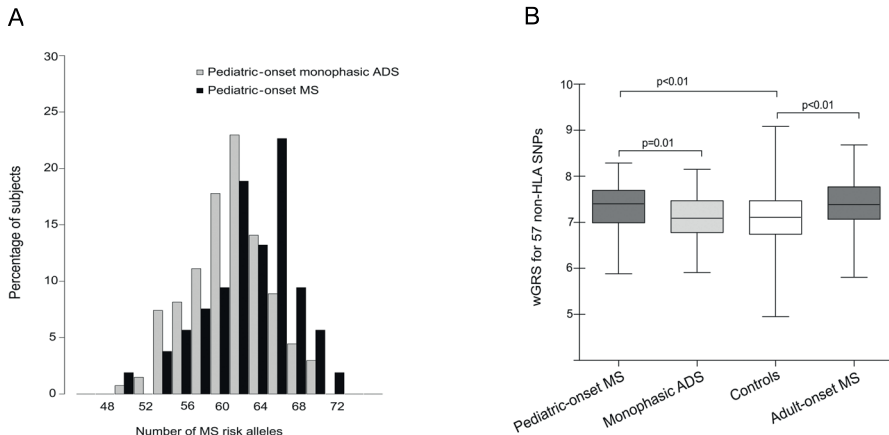 A
30
25
20
15
10
5
0
Percentage of subjects
Pediatric-onset monophasic ADS
Pediatric-onset MS
48 52 56 60 64 68 72
Number of MS risk alleles
B
10
9
8
7
6
5
wGRS for 57 non-HLA SNPs
p<0.01
p<0.01
p=0.01
Pediatric-onset MS
Monophasic ADS
Controls
Adult-onset MS